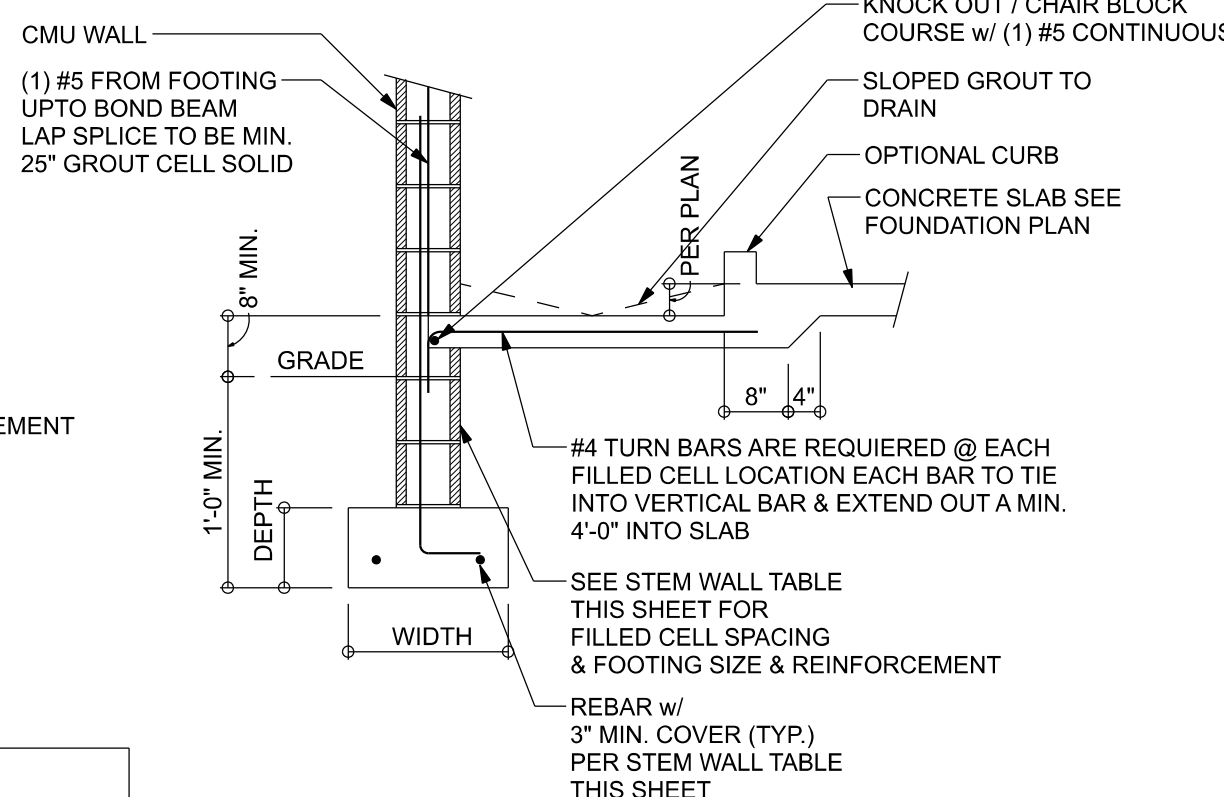 KNOCK OUT / CHAIR BLOCK
COURSE w/ (1) #5 CONTINUOUS
CMU WALL
(1) #5 FROM FOOTING
UPTO BOND BEAM
LAP SPLICE TO BE MIN.
25" GROUT CELL SOLID
SLOPED GROUT TO
DRAIN
OPTIONAL CURB
CONCRETE SLAB SEE
FOUNDATION PLAN
PER PLAN
8" MIN.
GRADE
8"
4"
EMENT
1'-0" MIN.
DEPTH
WIDTH
#4 TURN BARS ARE REQUIERED @ EACH
FILLED CELL LOCATION EACH BAR TO TIE
INTO VERTICAL BAR & EXTEND OUT A MIN.
4'-0" INTO SLAB
SEE STEM WALL TABLE
THIS SHEET FOR
FILLED CELL SPACING
& FOOTING SIZE & REINFORCEMENT
REBAR w/
3" MIN. COVER (TYP.)
PER STEM WALL TABLE
THIS SHEET